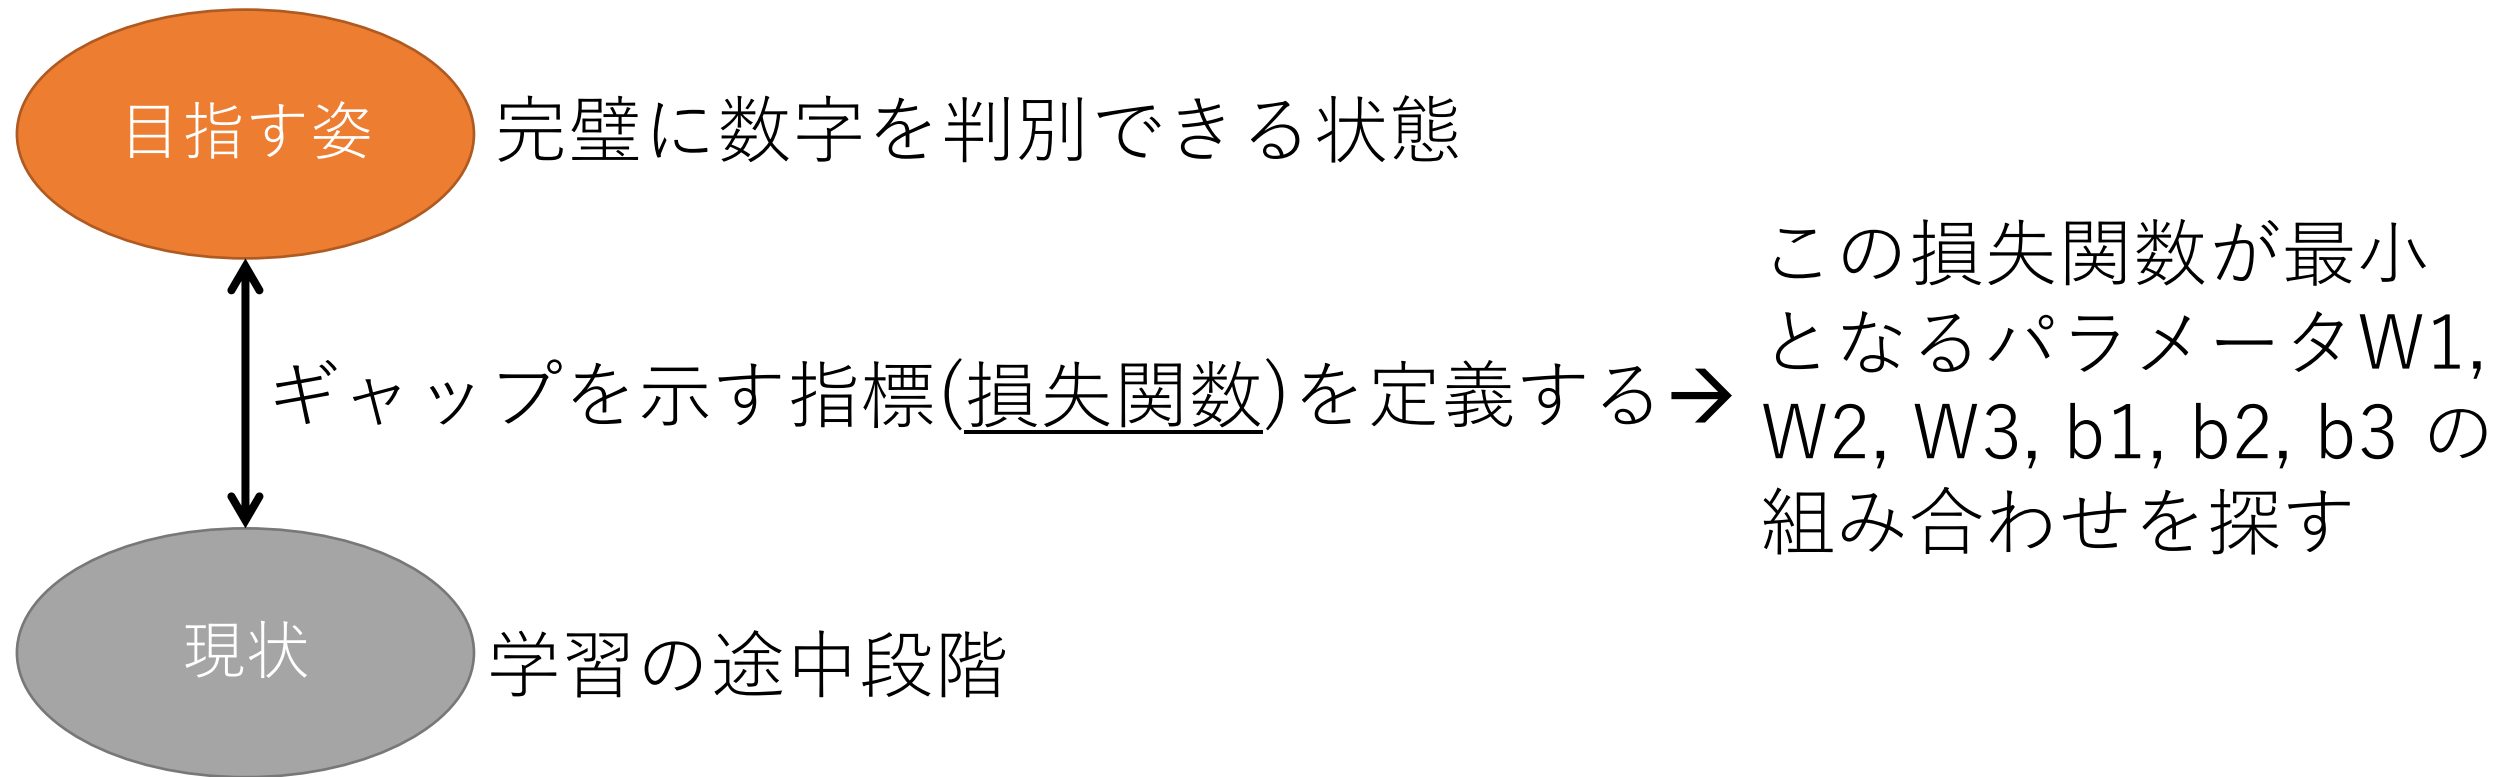 目指す姿
完璧に数字を判別できる状態
ギャップを示す指標(損失関数)を定義する
➔
この損失関数が最小
となるパラメータW1,
W2, W3, b1, b2, b3 の
組み合わせを探す
現状
学習の途中段階